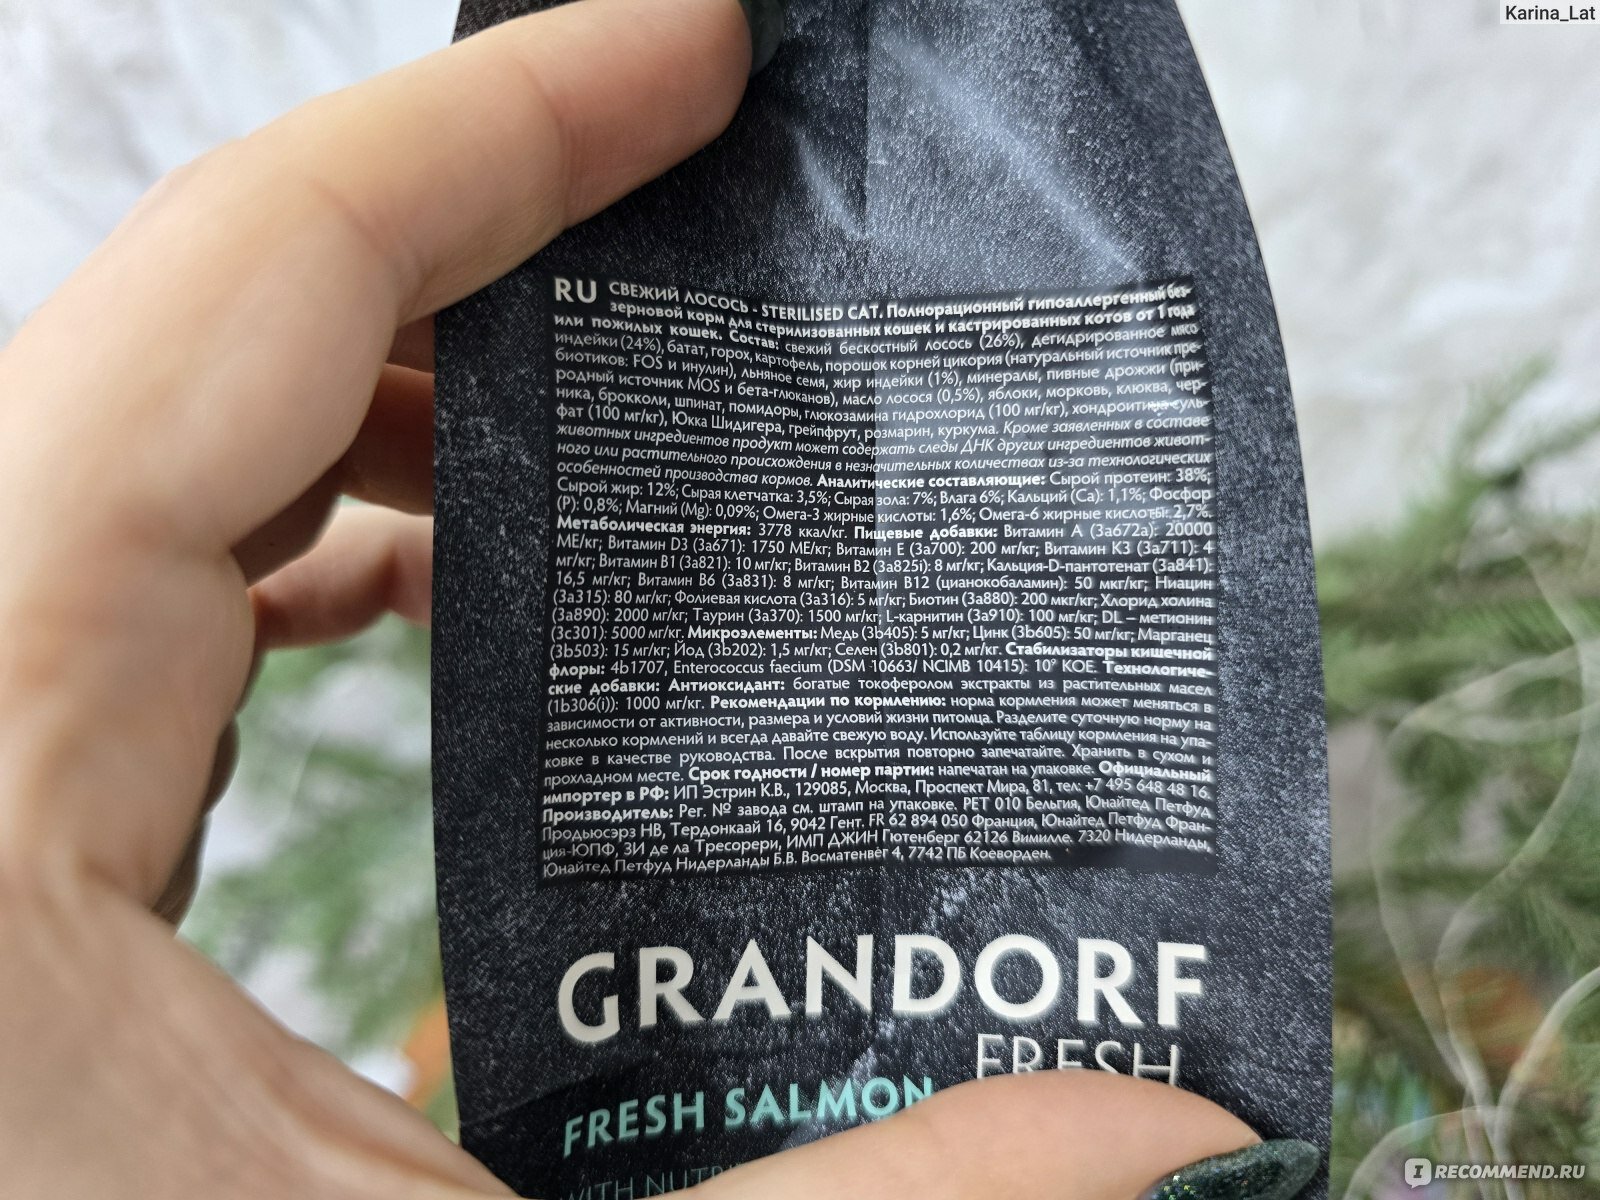 Karina_Lat
RU СВЕЖИЙ ЛОСОСЬ - STERILISED CAT. Полнорационный гипоаллергенный без-
зерновой корм для стерилизованных кошек и кастрированных котов от 1 года
или пожилых кошек. Состав: свежий бескостный лосось (26%), дегидрированное мясо
индейки (24%), батат, горох, картофель, порошок корней цикория (натуральный источник пре-
биотиков: FOS и инулин), льняное семя, жир индейки (1%), минералы, пивные дрожжи (при-
родный источник MOS и бета-глюканов), масло лосося (0,5%), яблоки, морковь, клюква, чер-
ника, брокколи, шпинат, помидоры, глюкозамина гидрохлорид (100 мг/кг), хондроитина суль-
фат (100 мг/кг), Юкка Шидигера, грейпфрут, розмарин, куркума. Кроме заявленных в составе
животных ингредиентов продукт может содержать следы ДНК других ингредиентов живот-
ного или растительного происхождения в незначительных количествах из-за технологических
особенностей производства кормов. Аналитические составляющие: Сырой протеин: 38%;
Сырой жир: 12%; Сырая клетчатка: 3,5%; Сырая зола: 7%; Влага 6%; Кальций (Ca): 1,1%; Фосфор
(P): 0,8%; Магний (Mg): 0,09%; Омега-3 жирные кислоты: 1,6%; Омега-6 жирные кислоты: 2,7%.
Метаболическая энергия: 3778 ккал/кг. Пищевые добавки: Витамин А (3a672a): 20000
МЕ/кг; Витамин D3 (3a671): 1750 МЕ/кг; Витамин Е (3a700): 200 мг/кг; Витамин К3 (3a711): 4
мг/кг; Витамин В1 (3a821): 10 мг/кг; Витамин В2 (3a825i): 8 мг/кг; Кальция-D-пантотенат (3a841):
16,5 мг/кг; Витамин В6 (3a831): 8 мг/кг; Витамин В12 (цианокобаламин): 50 мкг/кг; Ниацин
(3a315): 80 мг/кг; Фолиевая кислота (3a316): 5 мг/кг; Биотин (3a880): 200 мкг/кг; Хлорид холина
(3a890): 2000 мг/кг; Таурин (3a370): 1500 мг/кг; L-карнитин (3a910): 100 мг/кг; DL – метионин
(3c301): 5000 мг/кг. Микроэлементы: Медь (3b405): 5 мг/кг; Цинк (3b605): 50 мг/кг; Марганец
(3b503): 15 мг/кг; Йод (3b202): 1,5 мг/кг; Селен (3b801): 0,2 мг/кг. Стабилизаторы кишечной
флоры: 4b1707, Enterococcus faecium (DSM 10663/ NCIMB 10415): 10⁹ КОЕ. Технологиче-
ские добавки: Антиоксидант: богатые токоферолом экстракты из растительных масел
(1b306(i)): 1000 мг/кг. Рекомендации по кормлению: норма кормления может меняться в
зависимости от активности, размера и условий жизни питомца. Разделите суточную норму на
несколько кормлений и всегда давайте свежую воду. Используйте таблицу кормления на упа-
ковке в качестве руководства. После вскрытия повторно запечатайте. Хранить в сухом и
прохладном месте. Срок годности / номер партии: напечатан на упаковке. Официальный
импортер в РФ: ИП Эстрин К.В., 129085, Москва, Проспект Мира, 81, тел: +7 495 648 48 16.
Производитель: Рег. № завода см. штамп на упаковке. PET 010 Бельгия, Юнайтед Петфуд
Продьюсэрз НВ, Тердонкаай 16, 9042 Гент. FR 62 894 050 Франция, Юнайтед Петфуд Фран-
ция-ЮПФ, ЗИ де ла Тресорери, ИМП ДЖИН Гютенберг 62126 Вимилле. 7320 Нидерланды,
Юнайтед Петфуд Нидерланды Б.В. Восматенвег 4, 7742 ПБ Коеворден.
GRANDORF
FRESH
FRESH SALMON
WITH
IRECOMMEND.RU